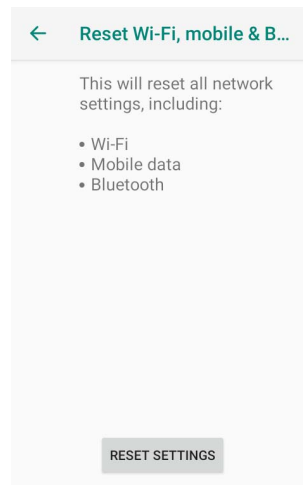 Reset Wi-Fi, mobile & B...
This will reset all network
settings, including:
• Wi-Fi
• Mobile data
• Bluetooth
RESET SETTINGS